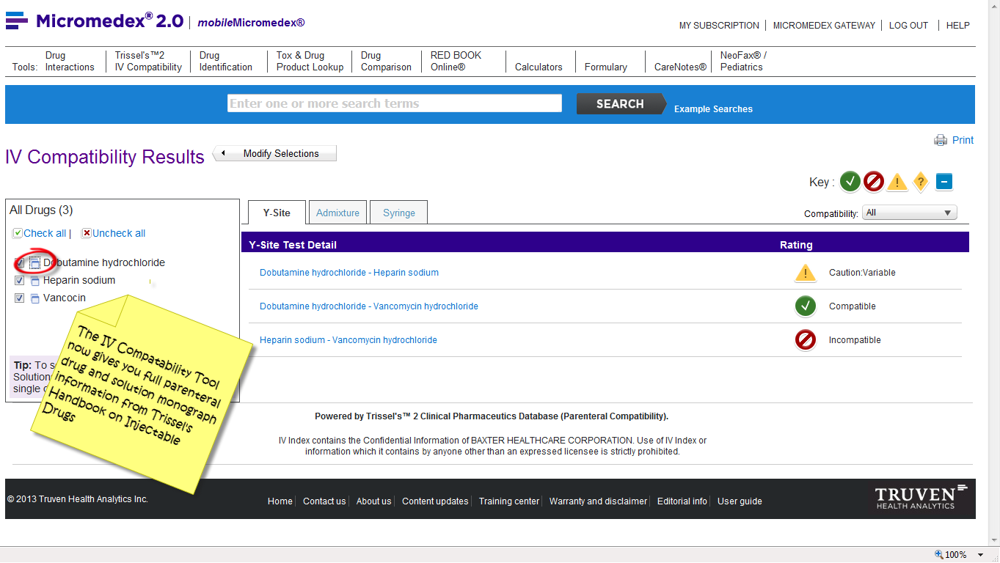 Micromedex® 2.0 | mobileMicromedex®
MY SUBSCRIPTION | MICROMEDEX GATEWAY | LOG OUT | HELP
Tools:
Drug
Interactions
Trissel's™2
IV Compatibility
Drug
Identification
Tox & Drug
Product Lookup
Drug
Comparison
RED BOOK
Online®
Calculators
Formulary
CareNotes®
NeoFax® /
Pediatrics
Enter one or more search terms
SEARCH
Example Searches
Print
IV Compatibility Results
Modify Selections
Key :
Compatibility: All
All Drugs (3)
Check all | Uncheck all
Dobutamine hydrochloride
Heparin sodium
Vancocin
Tip: To s
Solution
single
The IV Compatability Tool
now gives you full parenteral
drug and solution monograph
information from Trissel's
Handbook on Injectable
Drugs
Y-Site
Admixture
Syringe
Y-Site Test Detail
Rating
Dobutamine hydrochloride - Heparin sodium
Caution:Variable
Dobutamine hydrochloride - Vancomycin hydrochloride
Compatible
Heparin sodium - Vancomycin hydrochloride
Incompatible
Powered by Trissel's™ 2 Clinical Pharmaceutics Database (Parenteral Compatibility).
IV Index contains the Confidential Information of BAXTER HEALTHCARE CORPORATION. Use of IV Index or
information which it contains by anyone other than an expressed licensee is strictly prohibited.
© 2013 Truven Health Analytics Inc.
Home | Contact us | About us | Content updates | Training center | Warranty and disclaimer | Editorial info | User guide
TRUVEN
HEALTH ANALYTICS
100%